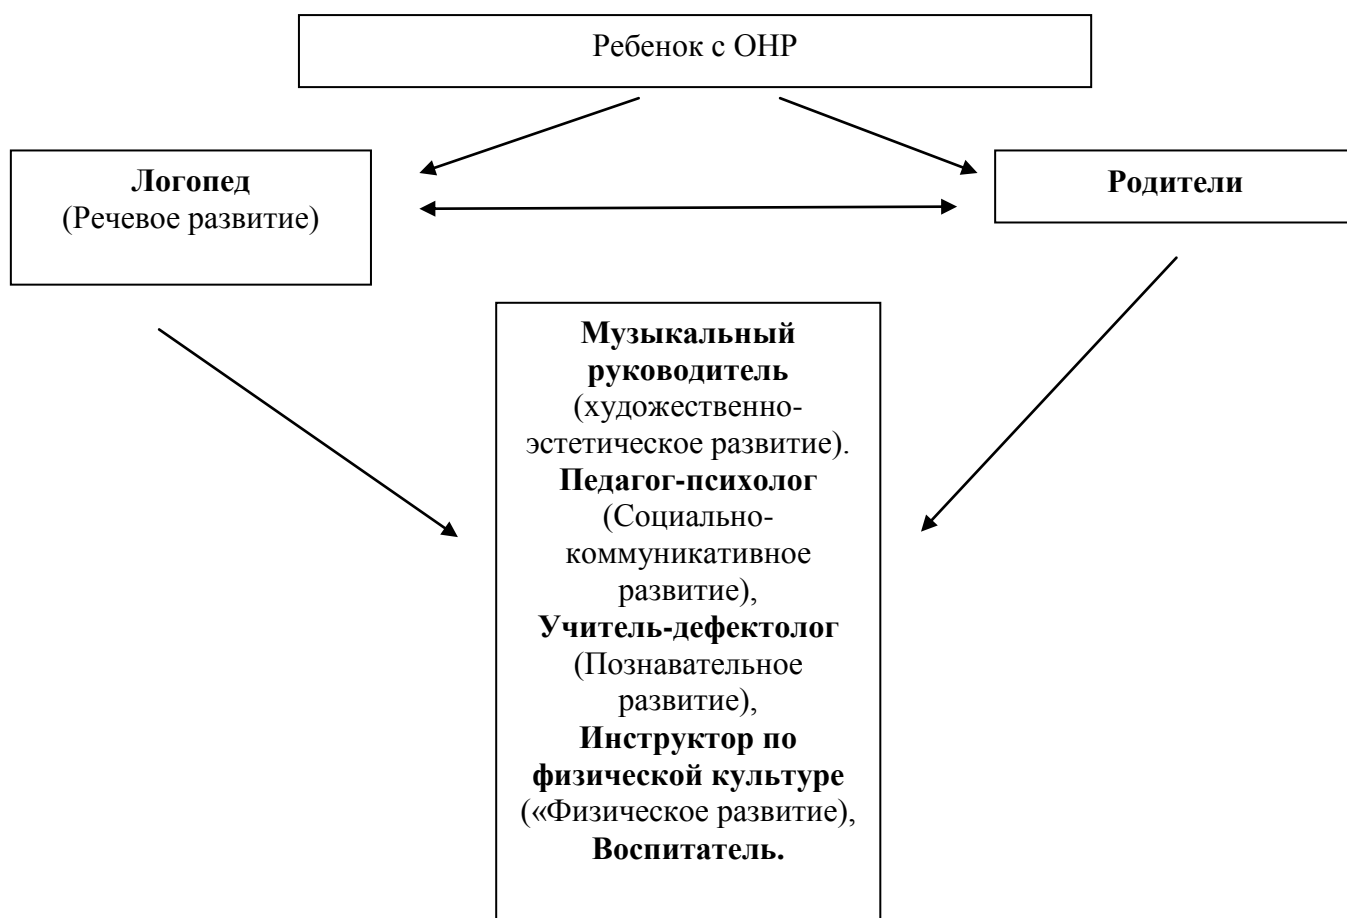 Ребенок с ОНР
Логопед
(Речевое развитие)
Родители
Музыкальный
руководитель
(художественно-
эстетическое развитие).
Педагог-психолог
(Социально-
коммуникативное
развитие),
Учитель-дефектолог
(Познавательное
развитие),
Инструктор по
физической культуре
(«Физическое развитие),
Воспитатель.